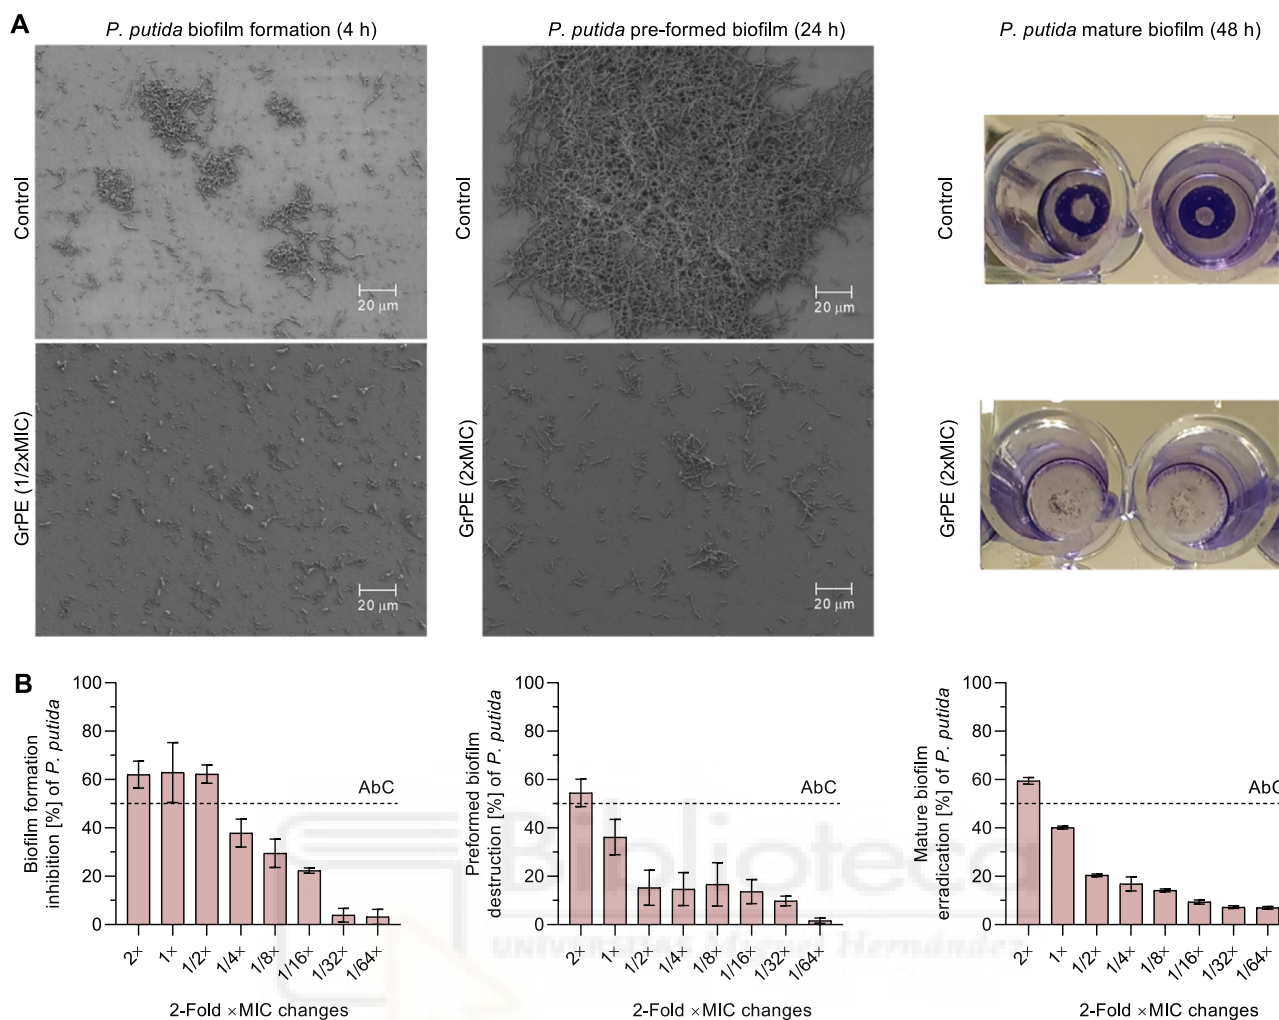 A
P. putida biofilm formation (4 h)
P. putida pre-formed biofilm (24 h)
P. putida mature biofilm (48 h)
Control
20 μm
Control
20 μm
Control
GrPE (1/2xMIC)
20 μm
GrPE (2xMIC)
20 μm
GrPE (2xMIC)
B
Biofilm formation
inhibition [%] of P. putida
100
80
60
40
20
0
AbC
2×
1×
1/2×
1/4×
1/8×
1/16×
1/32×
1/64×
2-Fold ×MIC changes
Preformed biofilm
destruction [%] of P. putida
100
80
60
40
20
0
AbC
2×
1×
1/2×
1/4×
1/8×
1/16×
1/32×
1/64×
2-Fold ×MIC changes
Mature biofilm
erradication [%] of P. putida
100
80
60
40
20
0
AbC
2×
1×
1/2×
1/4×
1/8×
1/16×
1/32×
1/64×
2-Fold ×MIC changes
Biblioteca
UNIVERSITAS Miguel Hernández